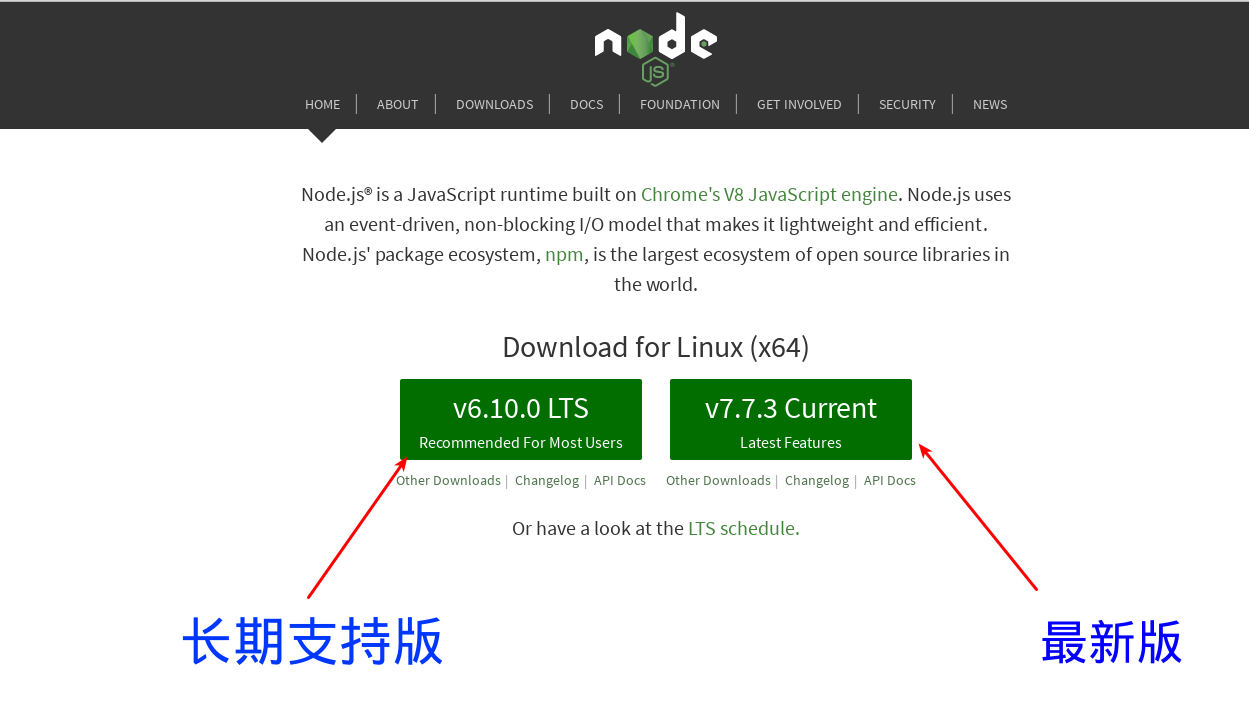 node
JS
HOME | ABOUT | DOWNLOADS | DOCS | FOUNDATION | GET INVOLVED | SECURITY | NEWS
Node.js® is a JavaScript runtime built on Chrome's V8 JavaScript engine. Node.js uses
an event-driven, non-blocking I/O model that makes it lightweight and efficient.
Node.js' package ecosystem, npm, is the largest ecosystem of open source libraries in
the world.
Download for Linux (x64)
v6.10.0 LTS
Recommended For Most Users
v7.7.3 Current
Latest Features
Other Downloads | Changelog | API Docs
Other Downloads | Changelog | API Docs
Or have a look at the LTS schedule.
长期支持版
最新版